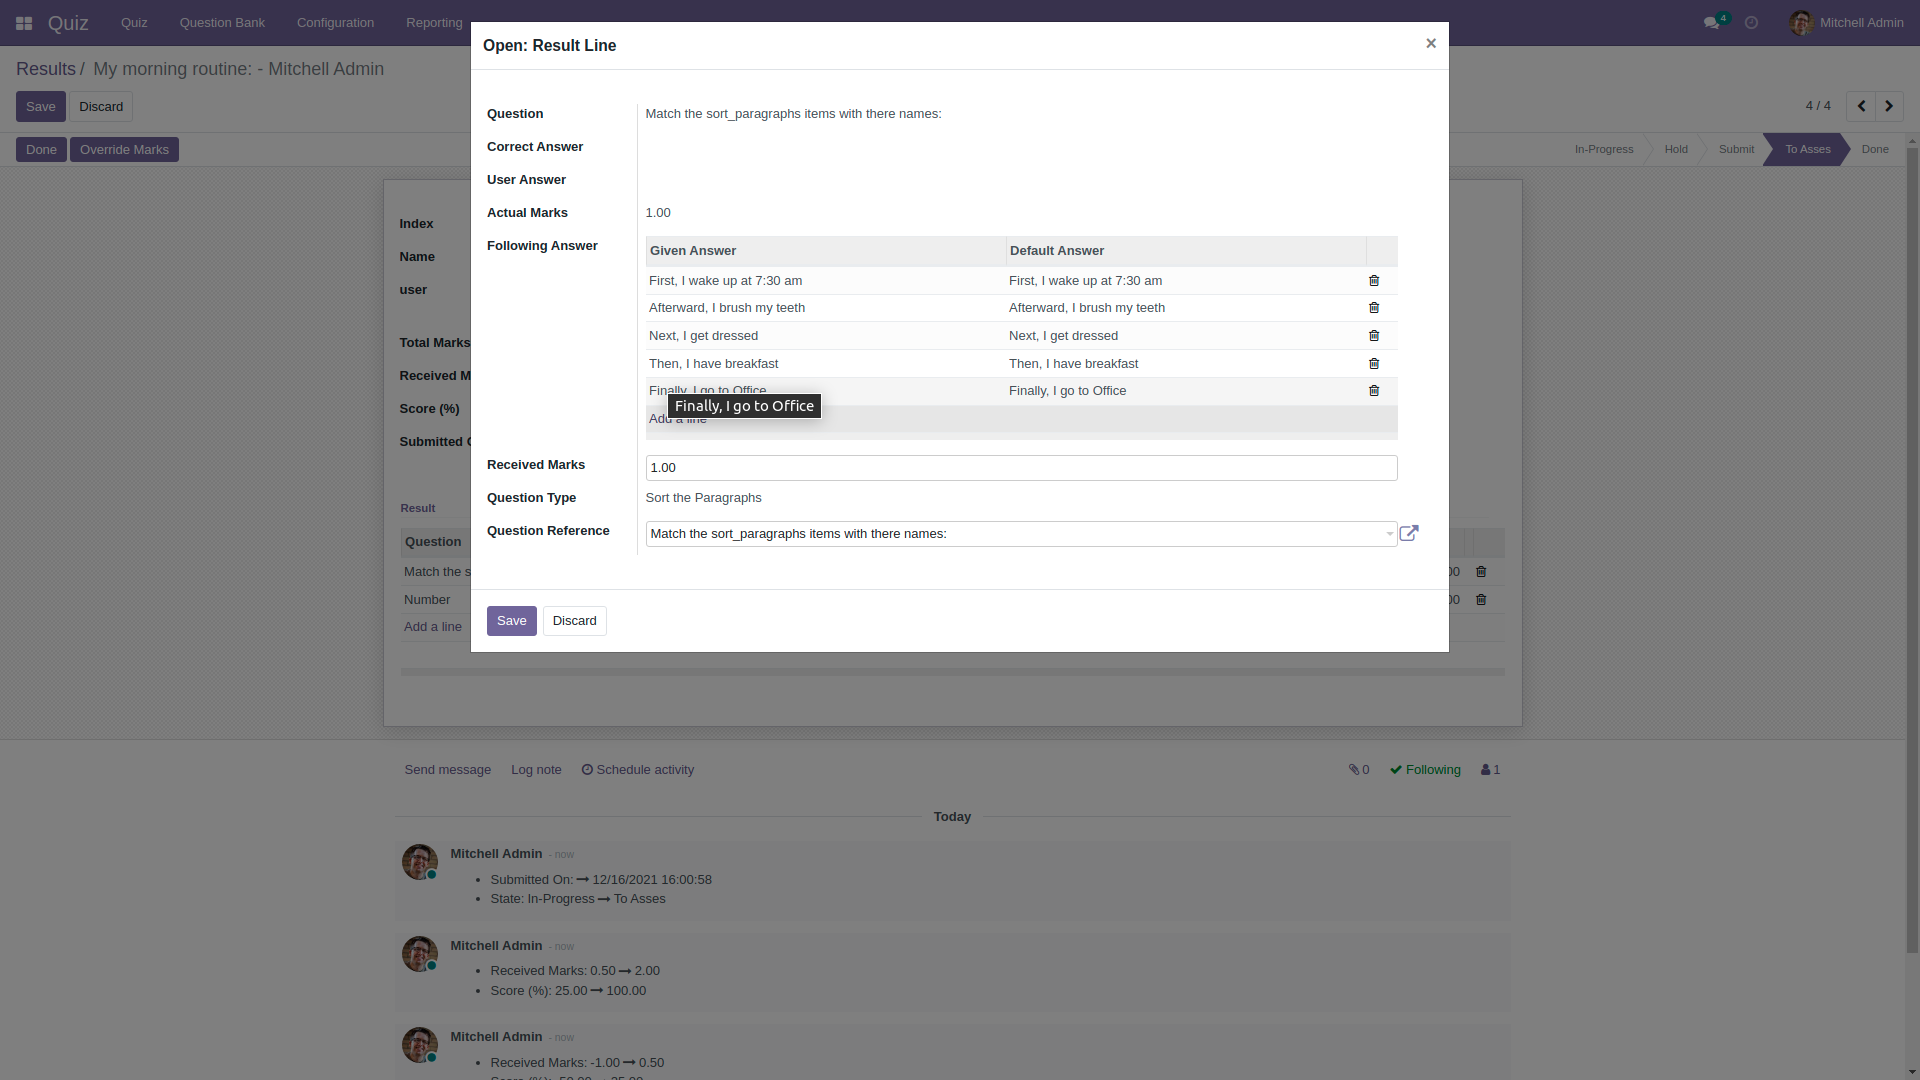 Quiz Quiz Question Bank Configuration Reporting 4 Mitchell Admin
Open: Result Line ×
Results / My morning routine: - Mitchell Admin
Save Discard 4 / 4
Done Override Marks In-Progress Hold Submit To Asses Done
Question Match the sort_paragraphs items with there names:
Correct Answer
User Answer
Actual Marks 1.00
Following Answer
Given Answer Default Answer
First, I wake up at 7:30 am First, I wake up at 7:30 am
Afterward, I brush my teeth Afterward, I brush my teeth
Next, I get dressed Next, I get dressed
Then, I have breakfast Then, I have breakfast
Finally, I go to Office Finally, I go to Office
Finally, I go to Office
Add a line
Received Marks 1.00
Question Type Sort the Paragraphs
Question Reference Match the sort_paragraphs items with there names:
Save Discard
Index
Name
user
Total Marks
Received M
Score (%)
Submitted
Result
Question
Match the s 00
Number 00
Add a line
Send message Log note Schedule activity 0 Following 1
Today
Mitchell Admin - now
• Submitted On: → 12/16/2021 16:00:58
• State: In-Progress → To Asses
Mitchell Admin - now
• Received Marks: 0.50 → 2.00
• Score (%): 25.00 → 100.00
Mitchell Admin - now
• Received Marks: -1.00 → 0.50